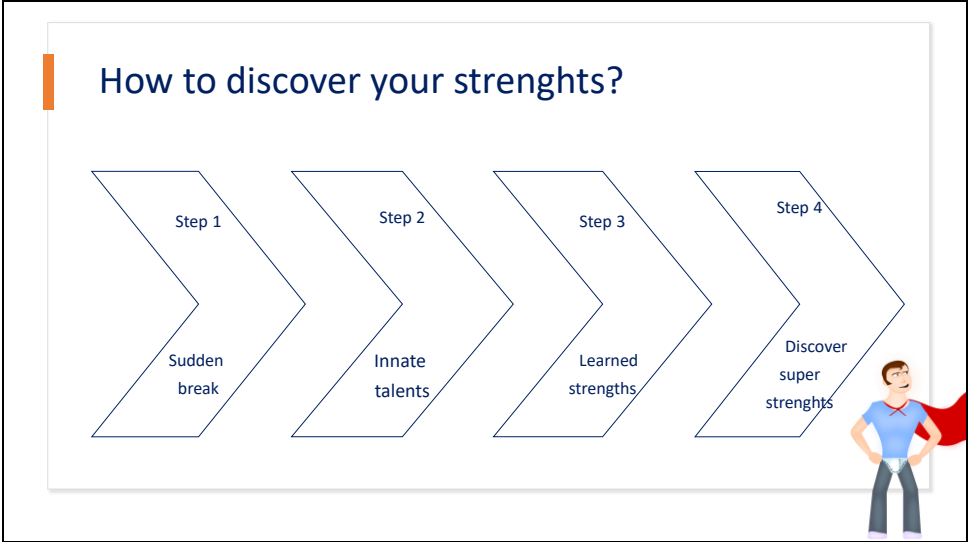 How to discover your strenghts?
Step 1
Sudden
break
Step 2
Innate
talents
Step 3
Learned
strengths
Step 4
Discover
super
strenghts